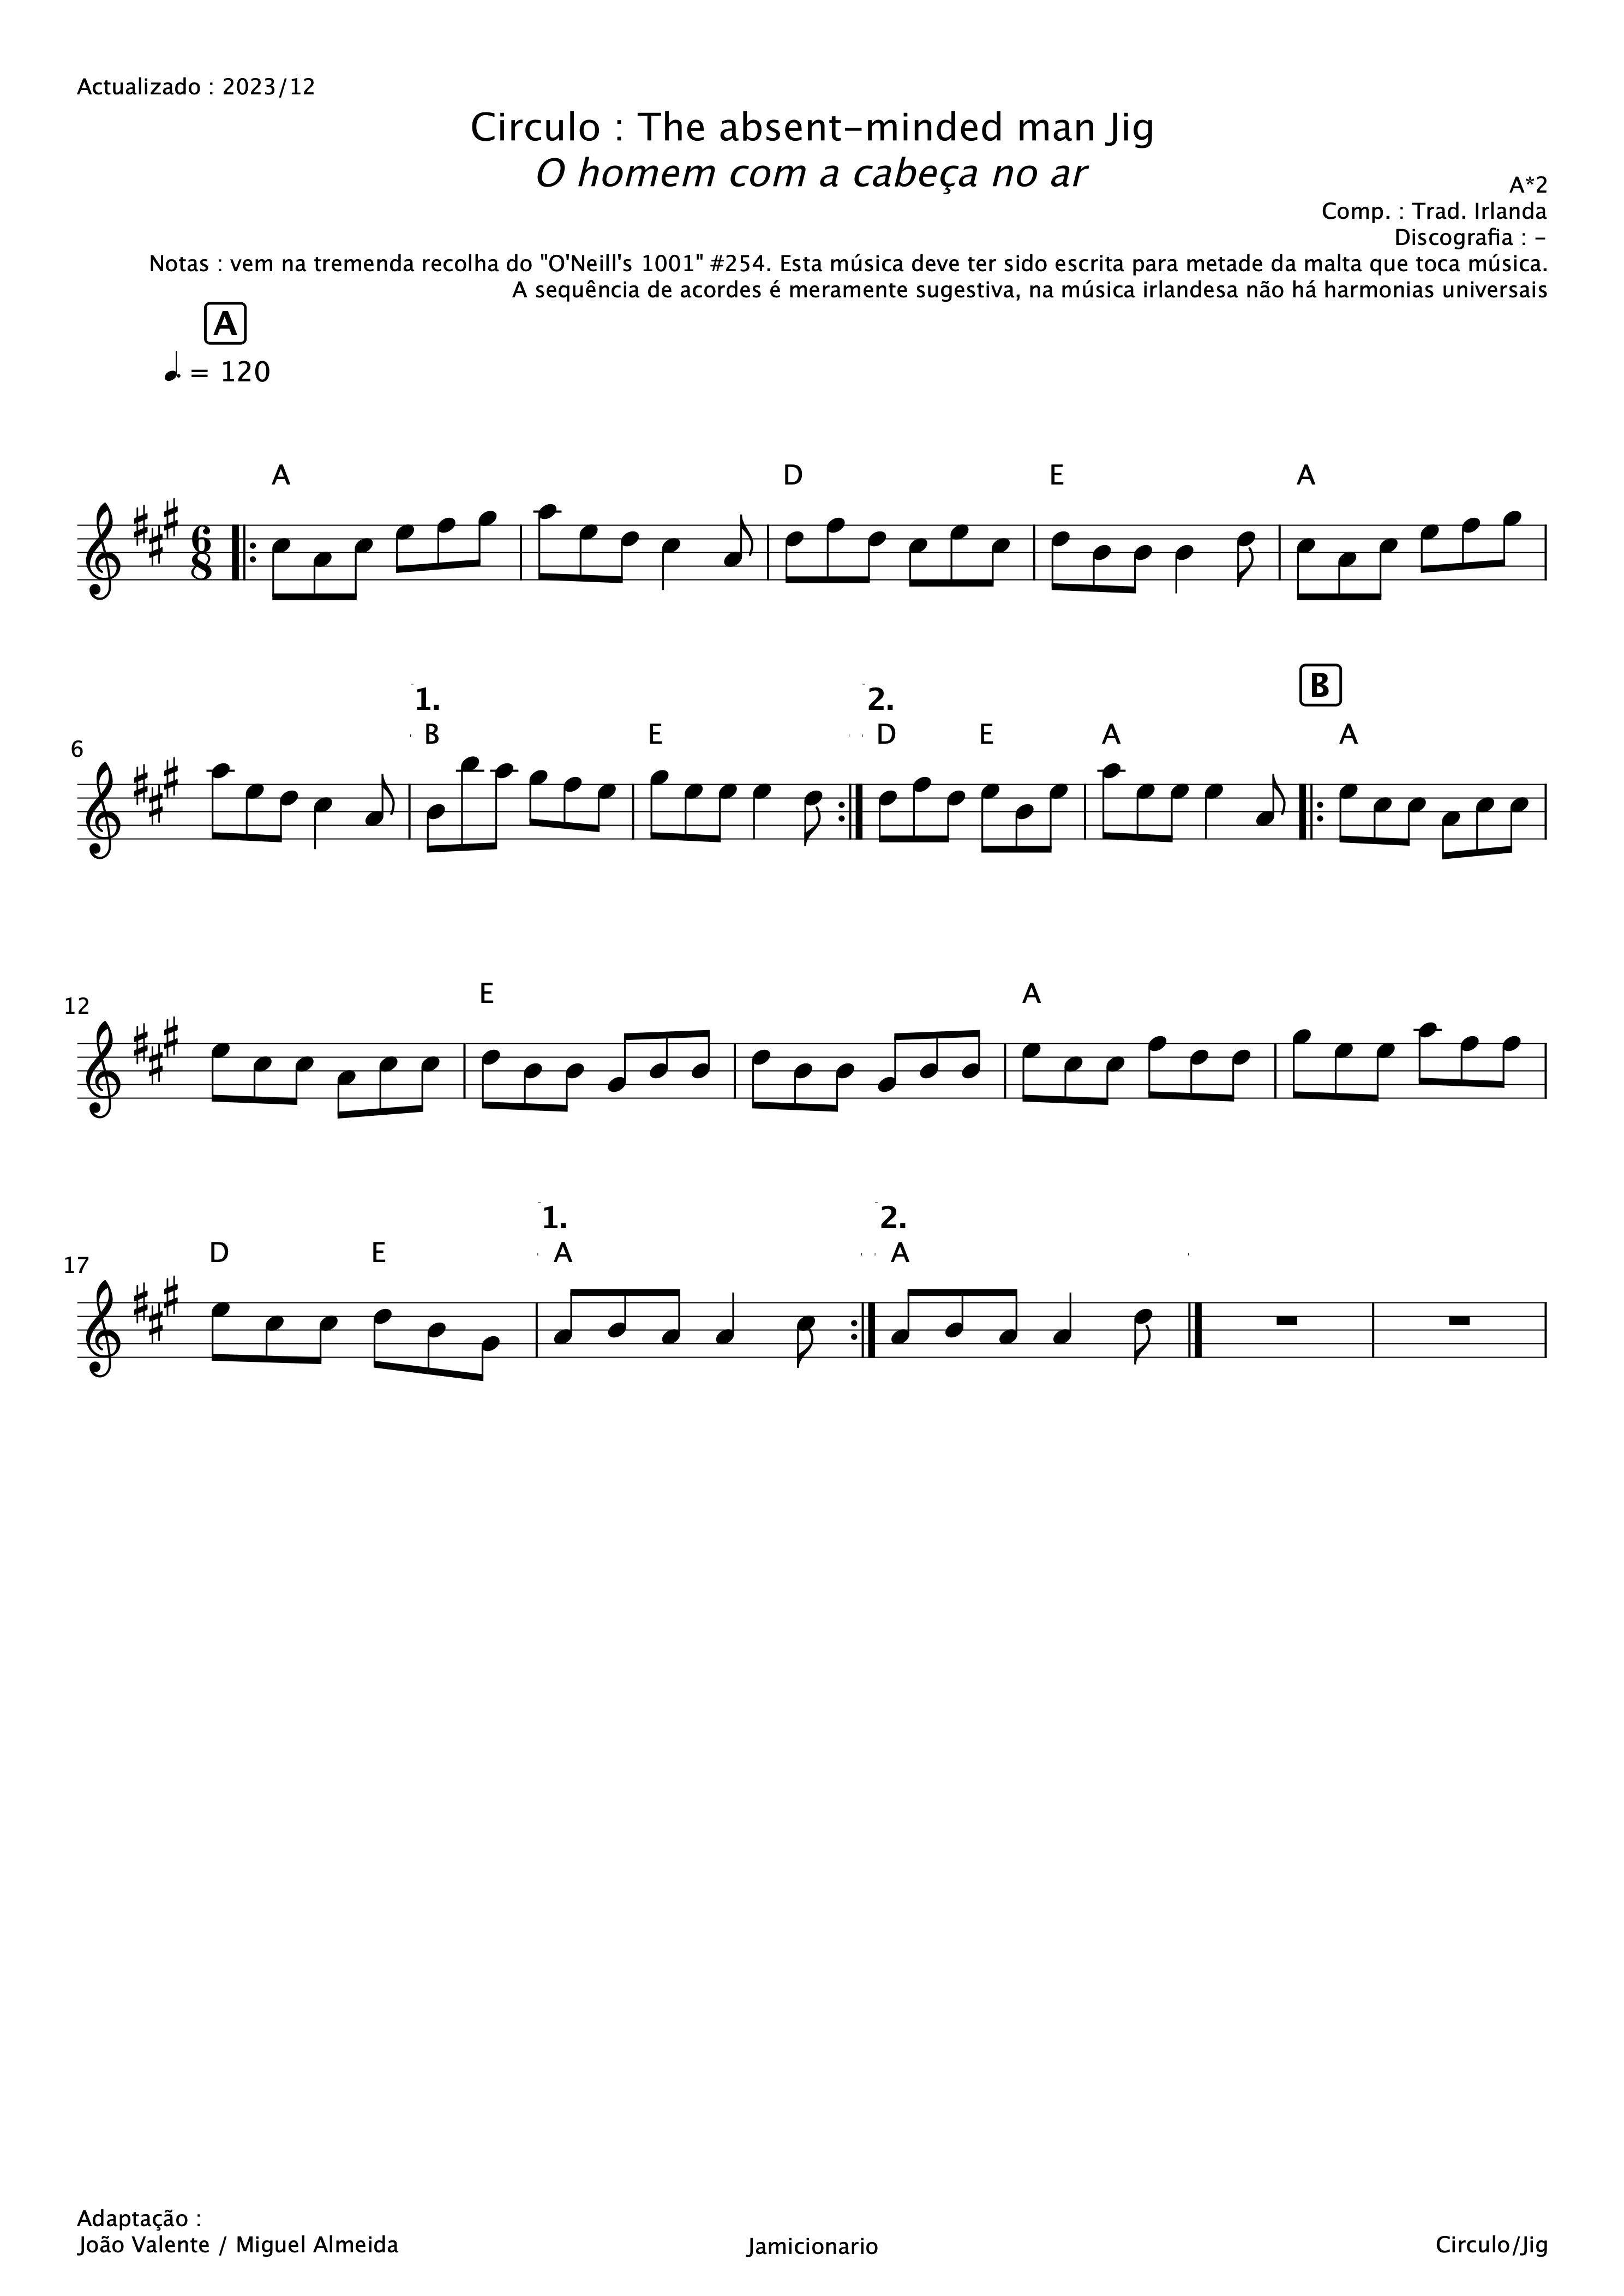 Actualizado : 2023/12
Circulo : The absent-minded man Jig
O homem com a cabeça no ar
A*2
Comp. : Trad. Irlanda
Discografia : -
Notas : vem na tremenda recolha do "O'Neill's 1001" #254. Esta música deve ter sido escrita para metade da malta que toca música.
A sequência de acordes é meramente sugestiva, na música irlandesa não há harmonias universais
A
= 120
A D E A
6
8
1. 2. B
B E D E A A
6
E A
12
1. 2.
D E A A
17
Adaptação :
João Valente / Miguel Almeida Jamicionario Circulo/Jig